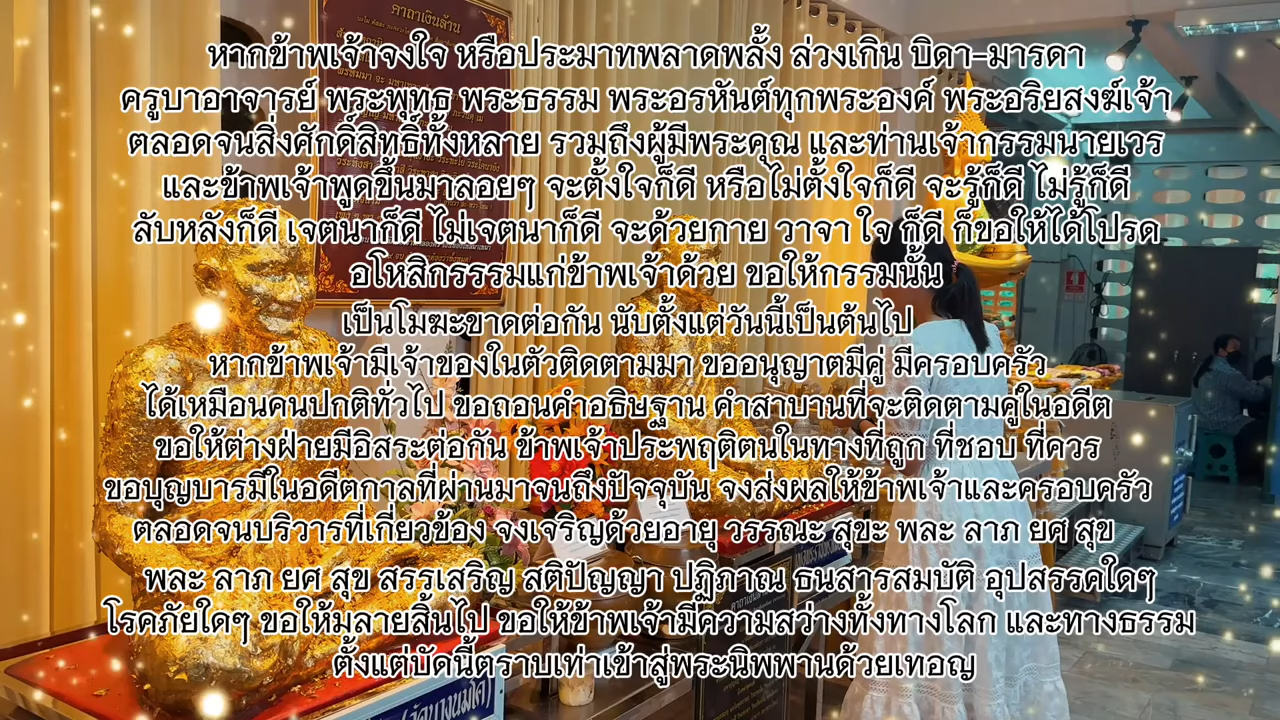 คาถาเงินล้าน
หากข้าพเจ้าจงใจ หรือประมาทพลาดพลั้ง ล่วงเกิน บิดา-มารดา
ครูบาอาจารย์ พระพุทธ พระธรรม พระอรหันต์ทุกพระองค์ พระอริยสงฆ์เจ้า
ตลอดจนสิ่งศักดิ์สิทธิ์ทั้งหลาย รวมถึงผู้มีพระคุณ และท่านเจ้ากรรมนายเวร
และข้าพเจ้าพูดขึ้นมาลอยๆ จะตั้งใจก็ดี หรือไม่ตั้งใจก็ดี จะรู้ก็ดี ไม่รู้ก็ดี
ลับหลังก็ดี เจตนาก็ดี ไม่เจตนาก็ดี จะด้วยกาย วาจา ใจ ก็ดี ก็ขอให้ได้โปรด
อโหสิกรรรมแก่ข้าพเจ้าด้วย ขอให้กรรมนั้น
เป็นโมฆะขาดต่อกัน นับตั้งแต่วันนี้เป็นต้นไป
หากข้าพเจ้ามีเจ้าของในตัวติดตามมา ขออนุญาตมีคู่ มีครอบครัว
ได้เหมือนคนปกติทั่วไป ขอถอนคำอธิษฐาน คำสาบานที่จะติดตามคู่ในอดีต
ขอให้ต่างฝ่ายมีอิสระต่อกัน ข้าพเจ้าประพฤติตนในทางที่ถูก ที่ชอบ ที่ควร
ขอบุญบารมีในอดีตกาลที่ผ่านมาจนถึงปัจจุบัน จงส่งผลให้ข้าพเจ้าและครอบครัว
ตลอดจนบริวารที่เกี่ยวข้อง จงเจริญด้วยอายุ วรรณะ สุขะ พละ ลาภ ยศ สุข
พละ ลาภ ยศ สุข สรรเสริญ สติปัญญา ปฏิภาณ ธนสารสมบัติ อุปสรรคใดๆ
โรคภัยใดๆ ขอให้มลายสิ้นไป ขอให้ข้าพเจ้ามีความสว่างทั้งทางโลก และทางธรรม
ตั้งแต่บัดนี้ตราบเท่าเข้าสู่พระนิพพานด้วยเทอญ